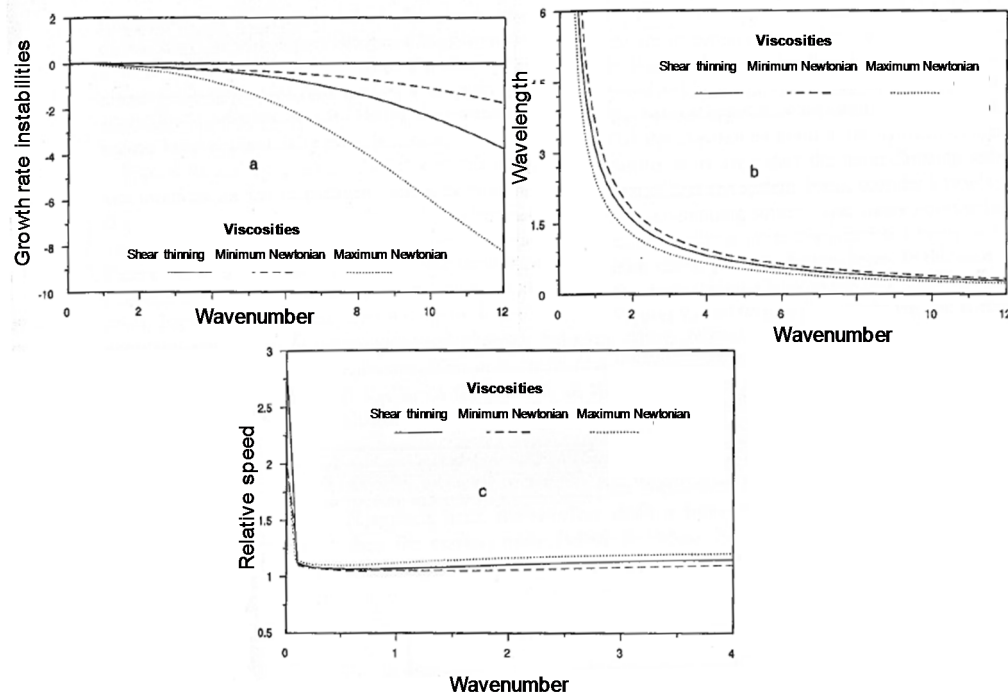 2
0
-2
-4
-6
-8
-10
Growth rate instabilities
a
Viscosities
Shear thinning Minimum Newtonian Maximum Newtonian
0 2 4 6 8 10 12
Wavenumber
6
4.5
3
1.5
0
Wavelength
Viscosities
Shear thinning Minimum Newtonian Maximum Newtonian
b
0 2 4 6 10 12
Wavenumber
3
2.5
2
1.5
1
0.5
Relative speed
Viscosities
Shear thinning Minimum Newtonian Maximum Newtonian
c
0 1 2 3 4
Wavenumber